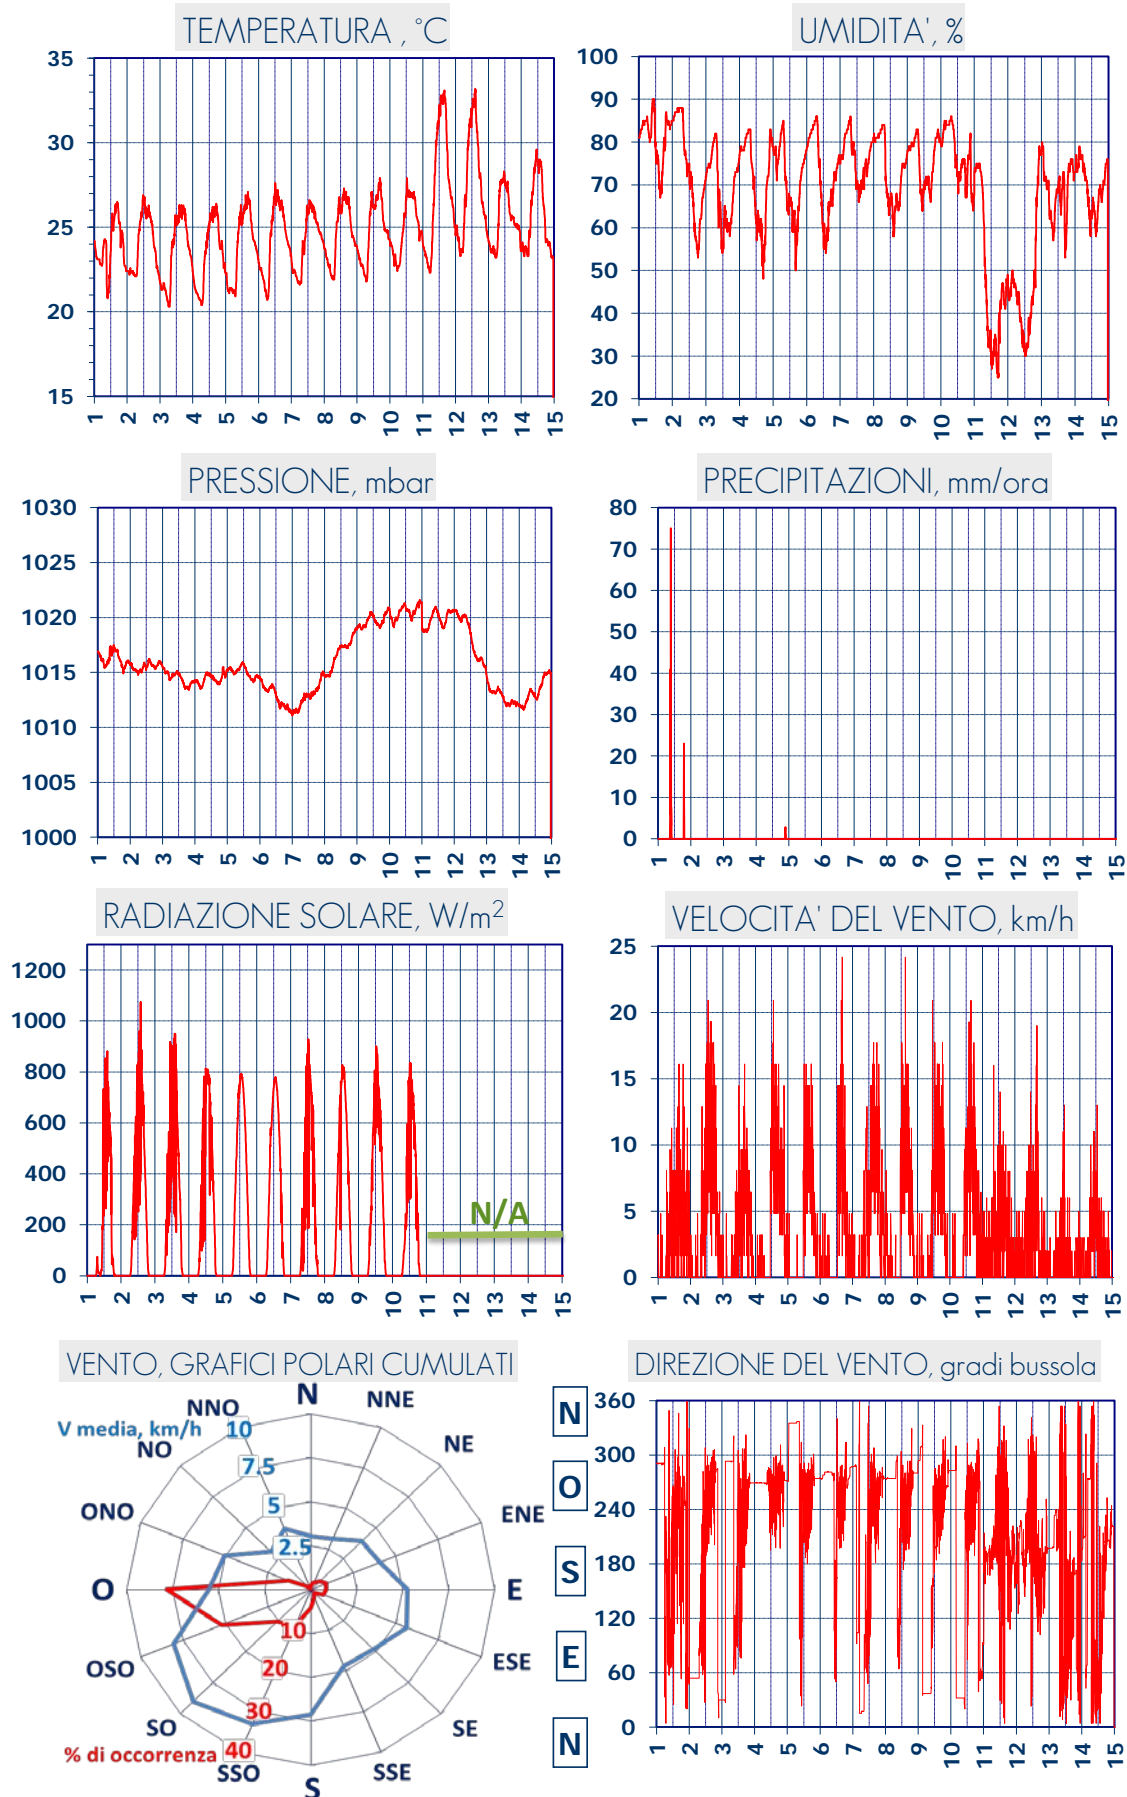 TEMPERATURA , °C
35
30
25
20
15
1 2 3 4 5 6 7 8 9 10 11 12 13 14 15
UMIDITA', %
100
90
80
70
60
50
40
30
20
1 2 3 4 5 6 7 8 9 10 11 12 13 14 15
PRESSIONE, mbar
1030
1025
1020
1015
1010
1005
1000
1 2 3 4 5 6 7 8 9 10 11 12 13 14 15
PRECIPITAZIONI, mm/ora
80
70
60
50
40
30
20
10
0
1 2 3 4 5 6 7 8 9 10 11 12 13 14 15
RADIAZIONE SOLARE, W/m2
1200
1000
800
600
400
200
0
N/A
1 2 3 4 5 6 7 8 9 10 11 12 13 14 15
VELOCITA' DEL VENTO, km/h
25
20
15
10
5
0
1 2 3 4 5 6 7 8 9 10 11 12 13 14 15
VENTO, GRAFICI POLARI CUMULATI
N
NNO
NNE
V media, km/h
10
NO
NE
7.5
5
ONO
ENE
2.5
O
E
10
OSO
ESE
20
30
SO
SE
% di occorrenza
40
SSO
SSE
S
DIREZIONE DEL VENTO, gradi bussola
N
O
S
E
N
360
300
240
180
120
60
0
1 2 3 4 5 6 7 8 9 10 11 12 13 14 15